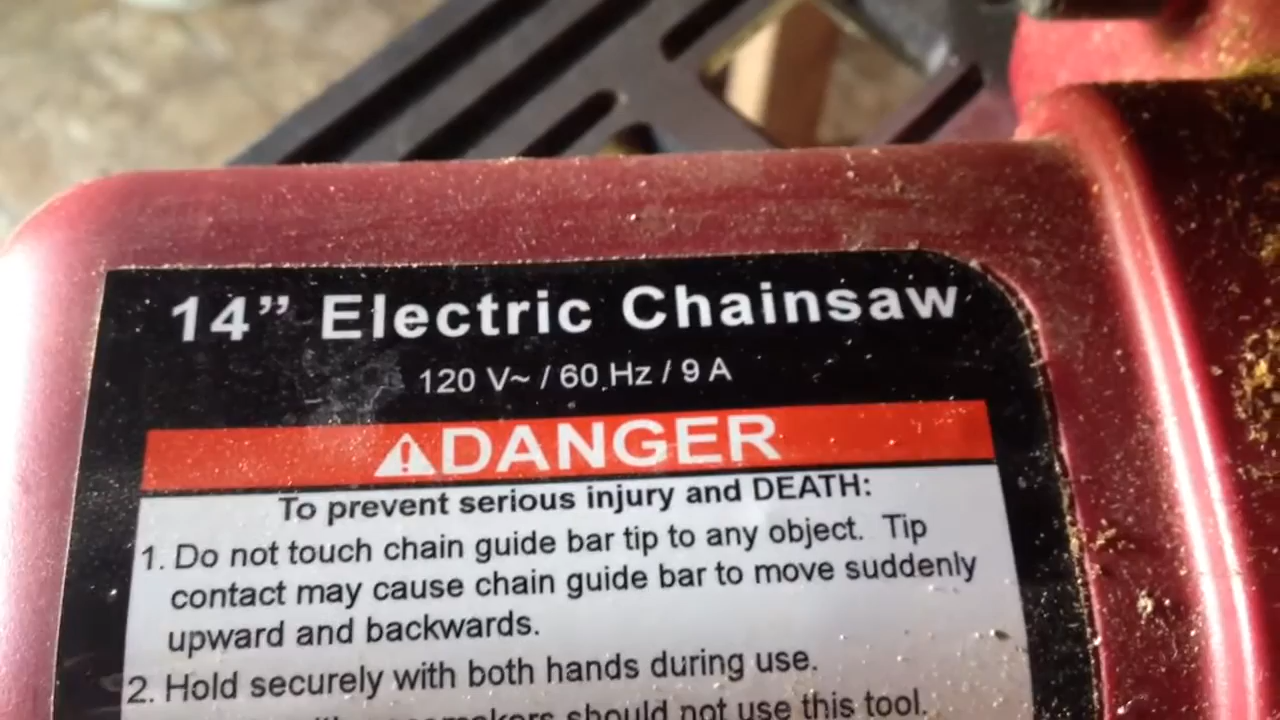 14” Electric Chainsaw
120 V~ / 60 Hz / 9 A
⚠DANGER
To prevent serious injury and DEATH:
1. Do not touch chain guide bar tip to any object. Tip
contact may cause chain guide bar to move suddenly
upward and backwards.
2. Hold securely with both hands during use.
should not use this tool.